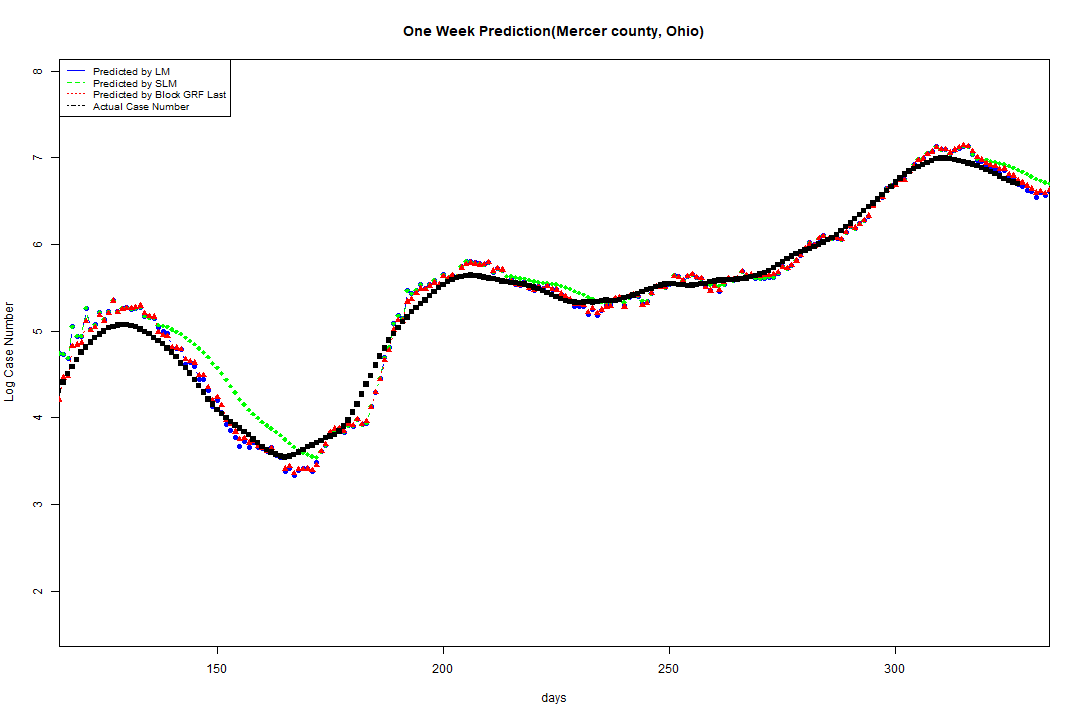 One Week Prediction(Mercer county, Ohio)
Predicted by LM
Predicted by SLM
Predicted by Block GRF Last
Actual Case Number
Log Case Number
8
7
6
5
4
3
2
150
200
250
300
days